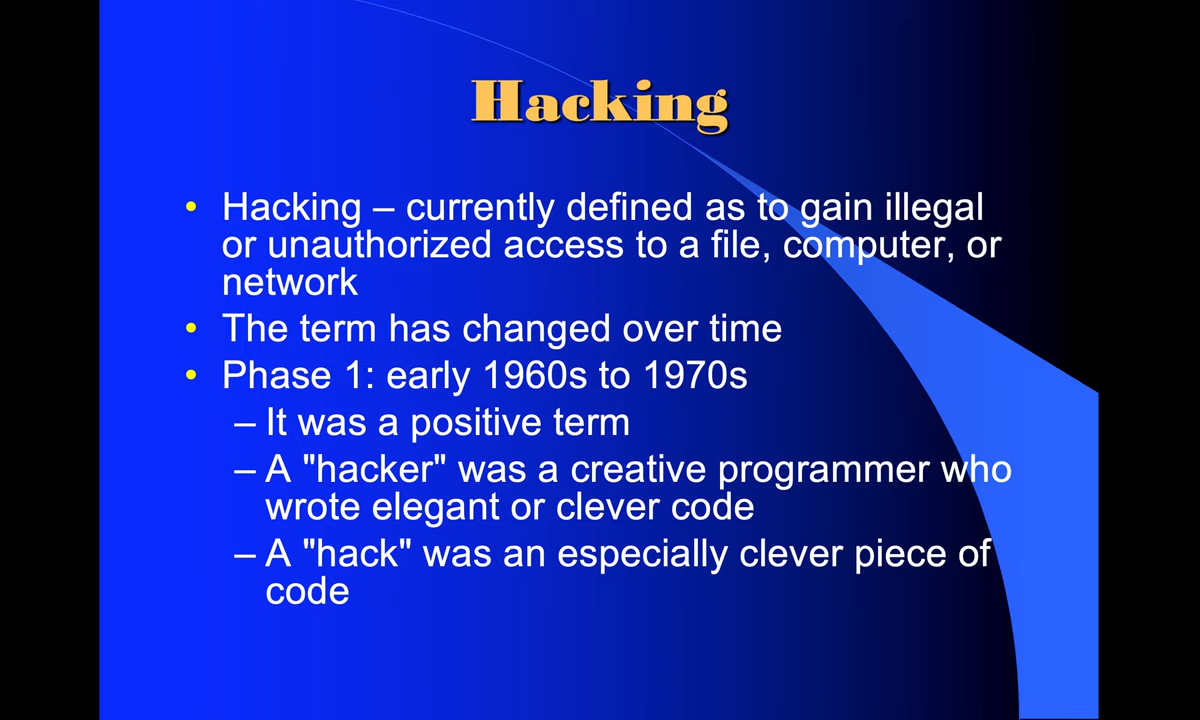 Hacking
• Hacking – currently defined as to gain illegal
or unauthorized access to a file, computer, or
network
• The term has changed over time
• Phase 1: early 1960s to 1970s
– It was a positive term
– A "hacker" was a creative programmer who
wrote elegant or clever code
– A "hack" was an especially clever piece of
code